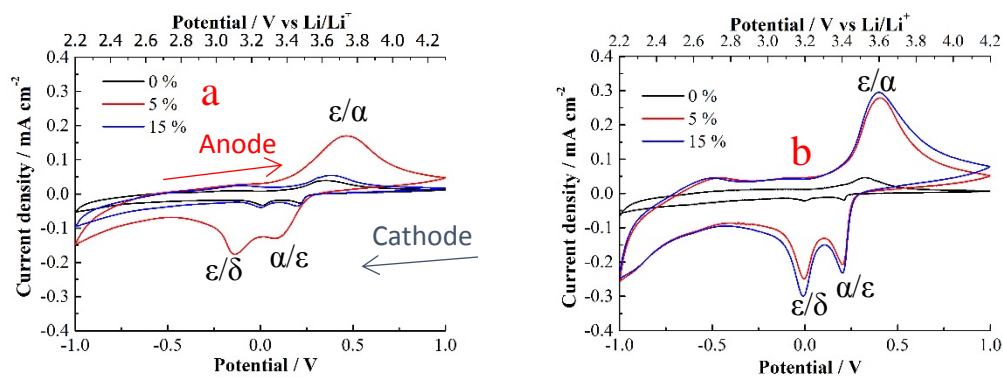 Potential / V vs Li/Li⁺
2.2 2.4 2.6 2.8 3.0 3.2 3.4 3.6 3.8 4.0 4.2
0.4
0.3
0.2
0.1
0.0
-0.1
-0.2
-0.3
-0.4
Current density / mA cm⁻²
0 %
5 %
15 %
a
Anode
ε/α
Cathode
ε/δ
α/ε
-1.0 -0.5 0.0 0.5 1.0
Potential / V
Potential / V vs Li/Li⁺
2.2 2.4 2.6 2.8 3.0 3.2 3.4 3.6 3.8 4.0 4.2
0.4
0.3
0.2
0.1
0.0
-0.1
-0.2
-0.3
-0.4
Current density / mA cm⁻²
0 %
5 %
15 %
b
ε/α
ε/δ
α/ε
-1.0 -0.5 0.0 0.5 1.0
Potential / V